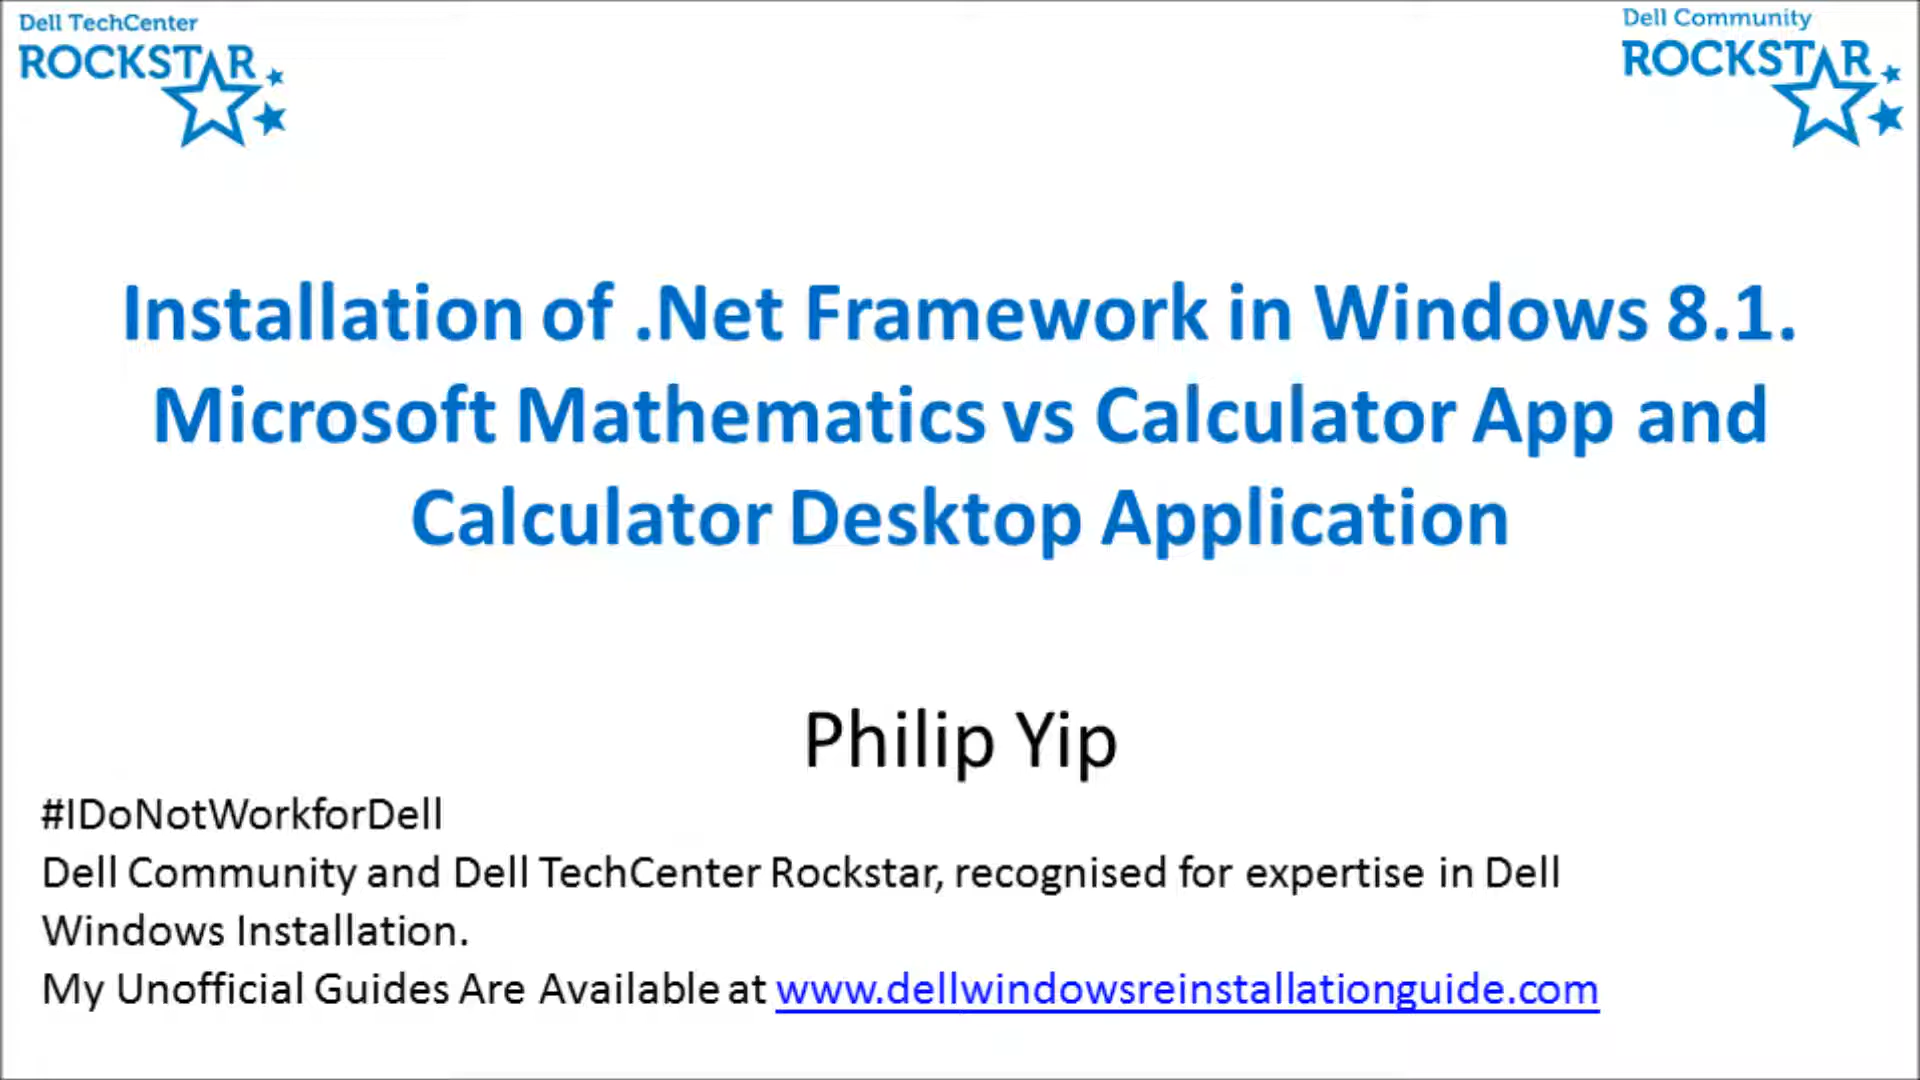 Dell TechCenter
ROCKSTAR
Dell Community
ROCKSTAR
Installation of .Net Framework in Windows 8.1.
Microsoft Mathematics vs Calculator App and
Calculator Desktop Application
Philip Yip
#IDoNotWorkforDell
Dell Community and Dell TechCenter Rockstar, recognised for expertise in Dell
Windows Installation.
My Unofficial Guides Are Available at www.dellwindowsreinstallationguide.com